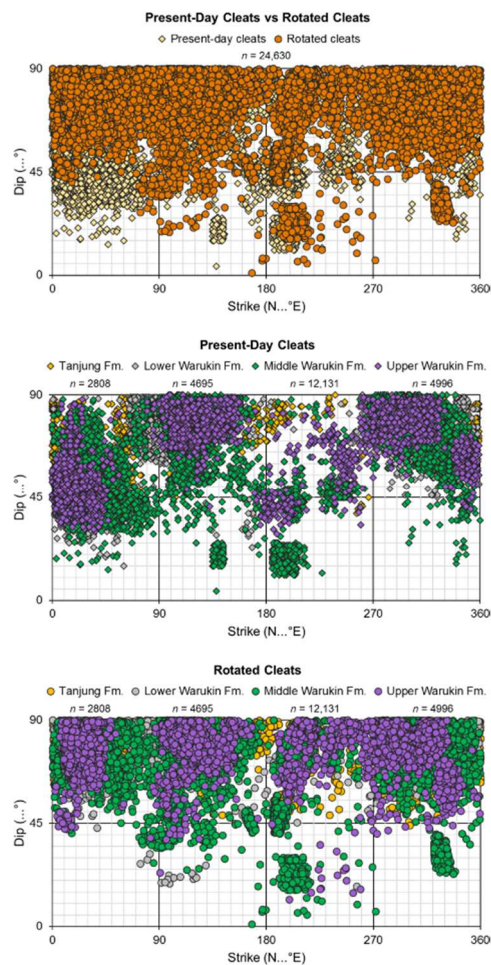 Present-Day Cleats vs Rotated Cleats
Present-day cleats Rotated cleats
n = 24,630
90
45
0
Dip (...°)
0 90 180 270 360
Strike (N...°E)
Present-Day Cleats
Tanjung Fm. Lower Warukin Fm. Middle Warukin Fm. Upper Warukin Fm.
n = 2808 n = 4695 n = 12,131 n = 4996
90
45
0
Dip (...°)
0 90 180 270 360
Strike (N...°E)
Rotated Cleats
Tanjung Fm. Lower Warukin Fm. Middle Warukin Fm. Upper Warukin Fm.
n = 2808 n = 4695 n = 12,131 n = 4996
90
45
0
Dip (...°)
0 90 180 270 360
Strike (N...°E)